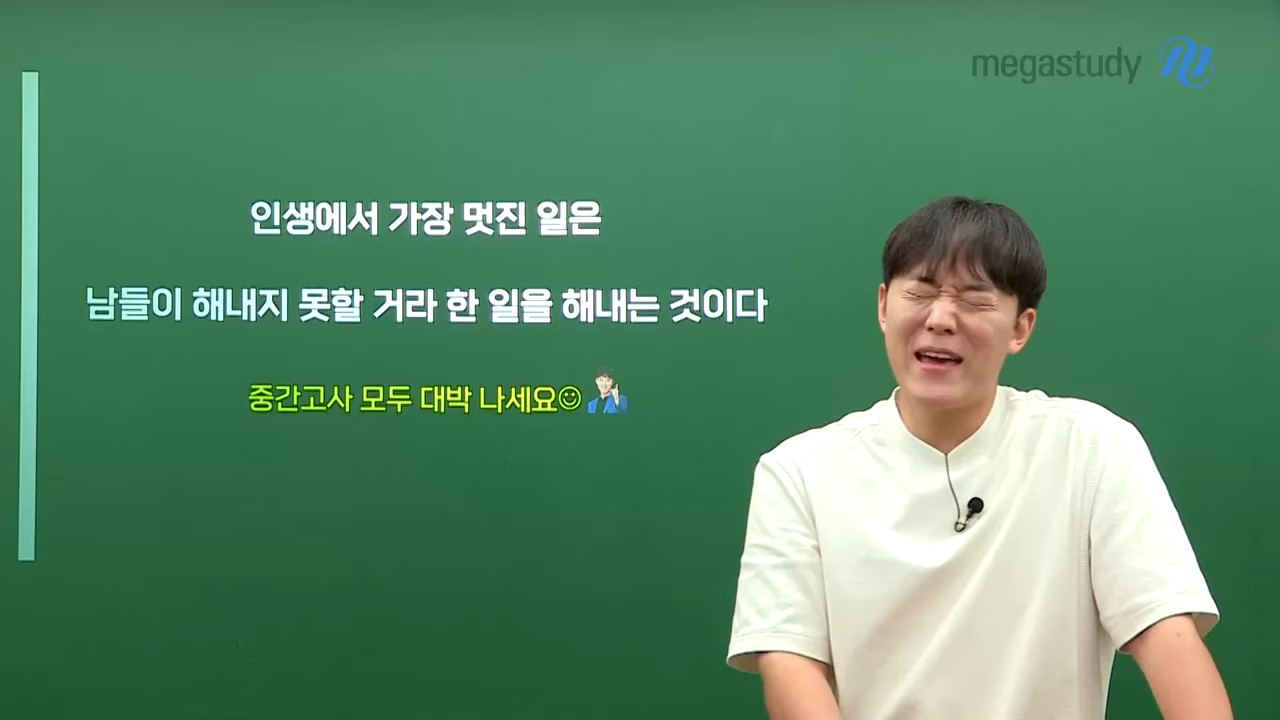 megastudy
인생에서 가장 멋진 일은
남들이 해내지 못할 거라 한 일을 해내는 것이다
중간고사 모두 대박 나세요☺